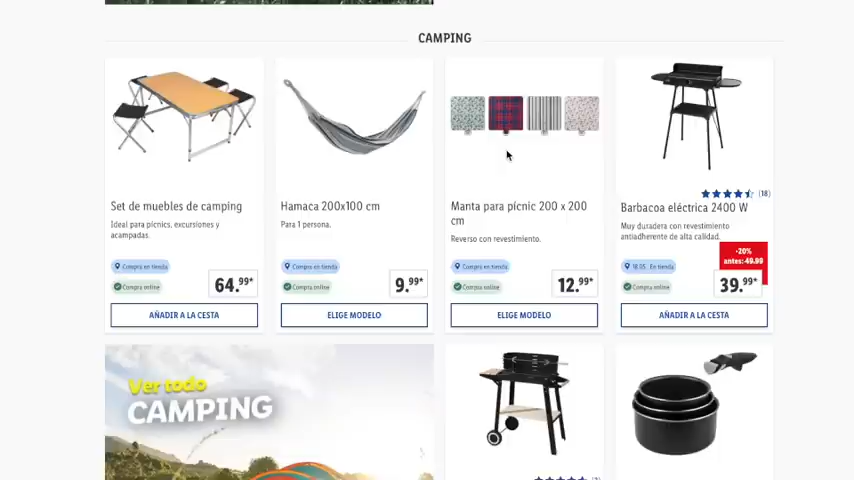 CAMPING
Set de muebles de camping
Ideal para picnics, excursiones y
acampadas.
Compra en tienda
Compra online
64.99*
AÑADIR A LA CESTA
Hamaca 200x100 cm
Para 1 persona.
Compra en tienda
Compra online
9.99*
ELIGE MODELO
Manta para pícnic 200 x 200
cm
Reverso con revestimiento.
Compra en tienda
Compra online
12.99*
ELIGE MODELO
(18)
Barbacoa eléctrica 2400 W
Muy duradera con revestimiento
antiadherente de alta calidad.
-20%
antes: 49.99
18.05. En tienda
Compra online
39.99*
AÑADIR A LA CESTA
Ver todo
CAMPING